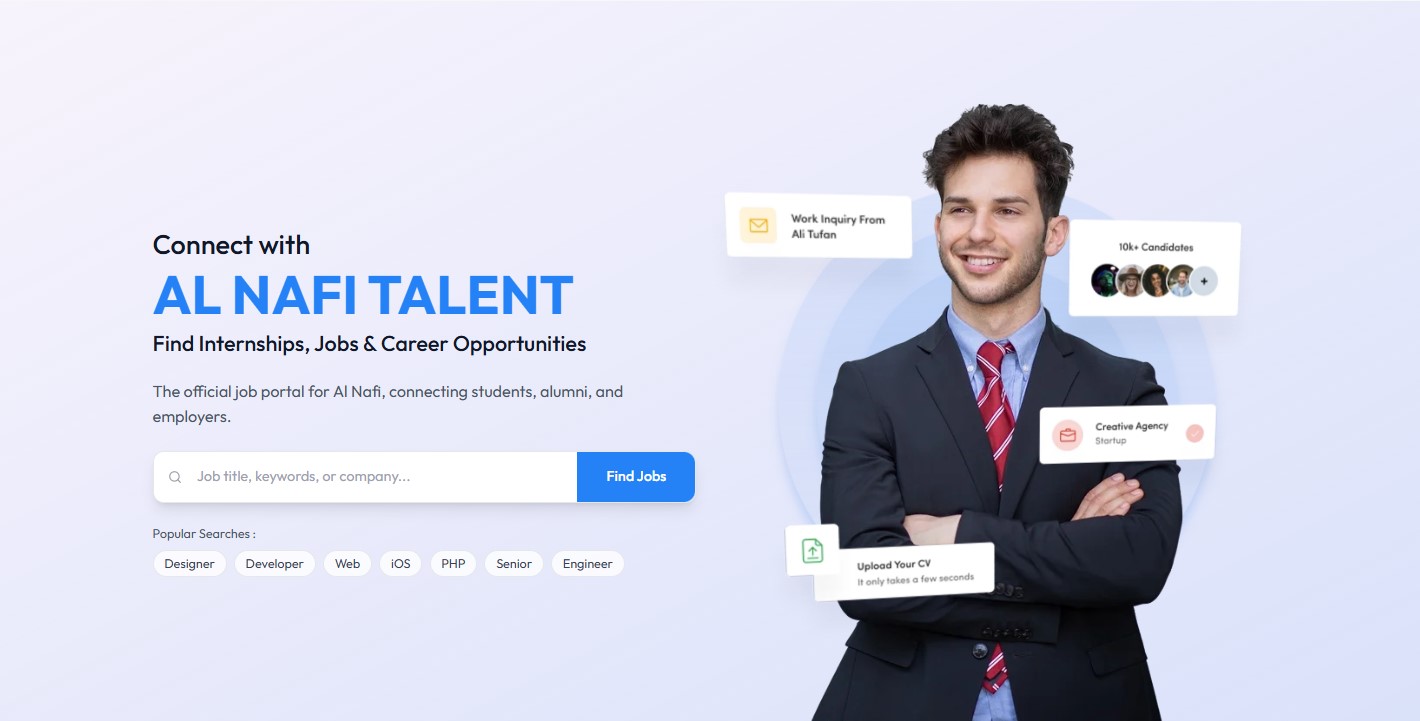 Connect with
AL NAFI TALENT
Find Internships, Jobs & Career Opportunities
The official job portal for Al Nafi, connecting students, alumni, and
employers.
Job title, keywords, or company...
Find Jobs
Popular Searches :
Designer
Developer
Web
iOS
PHP
Senior
Engineer
Work Inquiry From
Ali Tufan
10k+ Candidates
+
Creative Agency
Startup
Upload Your CV
It only takes a few seconds